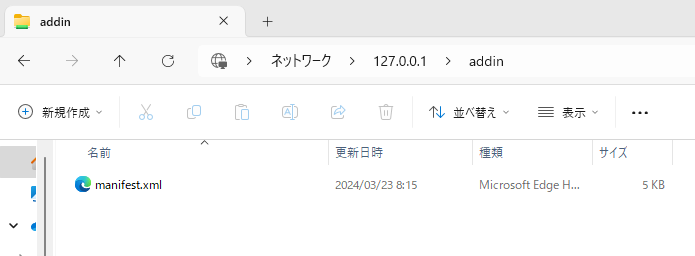 addin
ネットワーク 127.0.0.1 addin
新規作成 並べ替え 表示
名前 更新日時 種類 サイズ
manifest.xml 2024/03/23 8:15 Microsoft Edge H... 5 KB